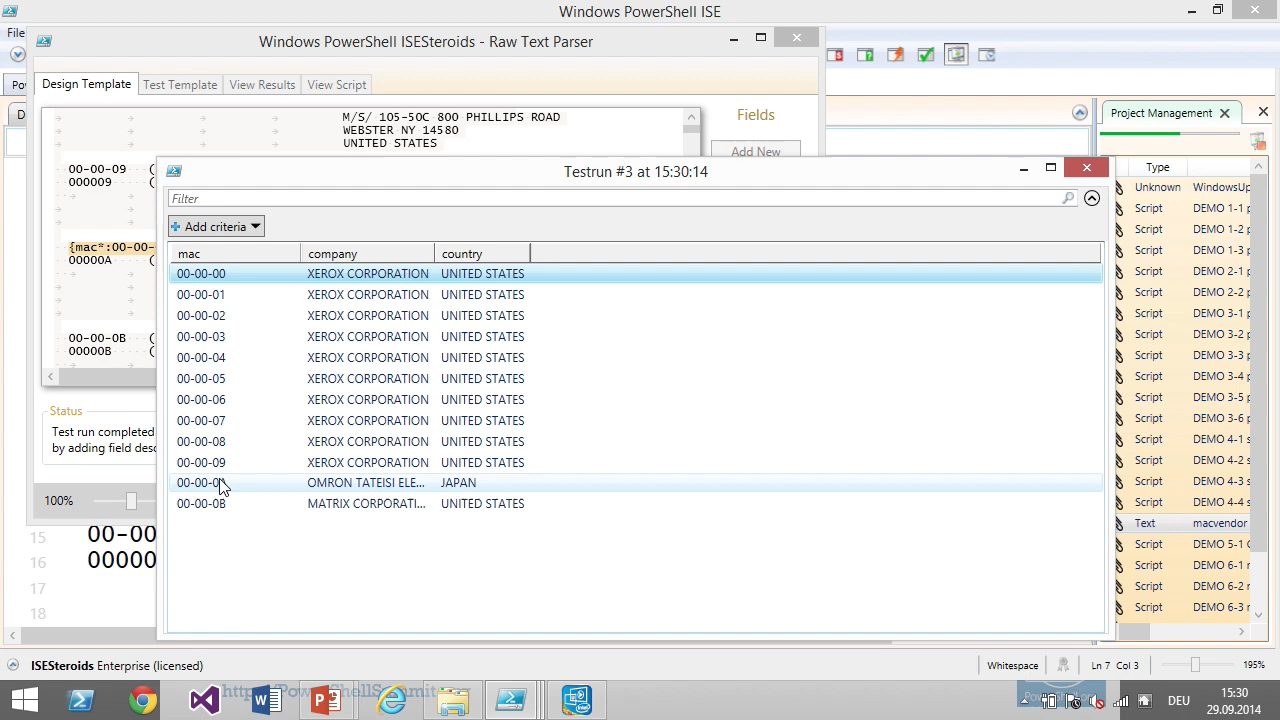 Windows PowerShell ISE
File
Windows PowerShell ISESteroids - Raw Text Parser
Design Template
Test Template
View Results
View Script
M/S/ 105-50C 800 PHILLIPS ROAD
WEBSTER NY 14580
UNITED STATES
00-00-09 (
000009 (
{mac*:00-00-
00000A (
00-00-0B (
00000B (
Fields
Add New
Status
Test run completed
by adding field desc
100%
15 00-00
16 00000
17
18
Testrun #3 at 15:30:14
Filter
Add criteria
mac company country
00-00-00 XEROX CORPORATION UNITED STATES
00-00-01 XEROX CORPORATION UNITED STATES
00-00-02 XEROX CORPORATION UNITED STATES
00-00-03 XEROX CORPORATION UNITED STATES
00-00-04 XEROX CORPORATION UNITED STATES
00-00-05 XEROX CORPORATION UNITED STATES
00-00-06 XEROX CORPORATION UNITED STATES
00-00-07 XEROX CORPORATION UNITED STATES
00-00-08 XEROX CORPORATION UNITED STATES
00-00-09 XEROX CORPORATION UNITED STATES
OMRON TATEISI ELE... JAPAN
00-00-0B MATRIX CORPORATI... UNITED STATES
Project Management
Type
Unknown WindowsUp
Script DEMO 1-1 p
Script DEMO 1-2 p
Script DEMO 1-3 p
Script DEMO 2-1 p
Script DEMO 2-2 p
Script DEMO 3-1 p
Script DEMO 3-2 p
Script DEMO 3-3 p
Script DEMO 3-4 p
Script DEMO 3-5 p
Script DEMO 3-6 p
Script DEMO 4-1 s
Script DEMO 4-2 s
Script DEMO 4-3 s
Script DEMO 4-4 s
Text macvendor
Script DEMO 5-1 C
Script DEMO 6-1 r
Script DEMO 6-2 r
Script DEMO 6-3 r
ISESteroids Enterprise (licensed)
Whitespace
Ln 7 Col 3
195%
DEU
15:30
29.09.2014